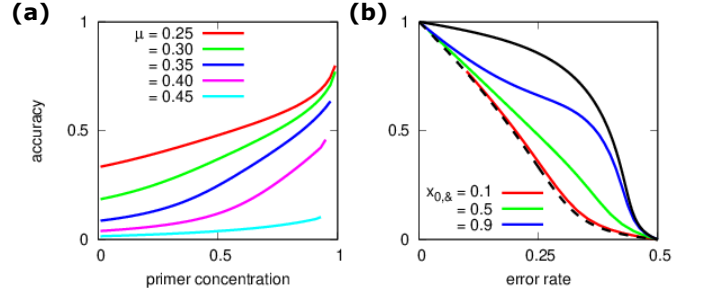 (a)
1
0.5
0
accuracy
μ = 0.25
= 0.30
= 0.35
= 0.40
= 0.45
0
0.5
1
primer concentration
(b)
1
0.5
0
x0,& = 0.1
= 0.5
= 0.9
0
0.25
0.5
error rate